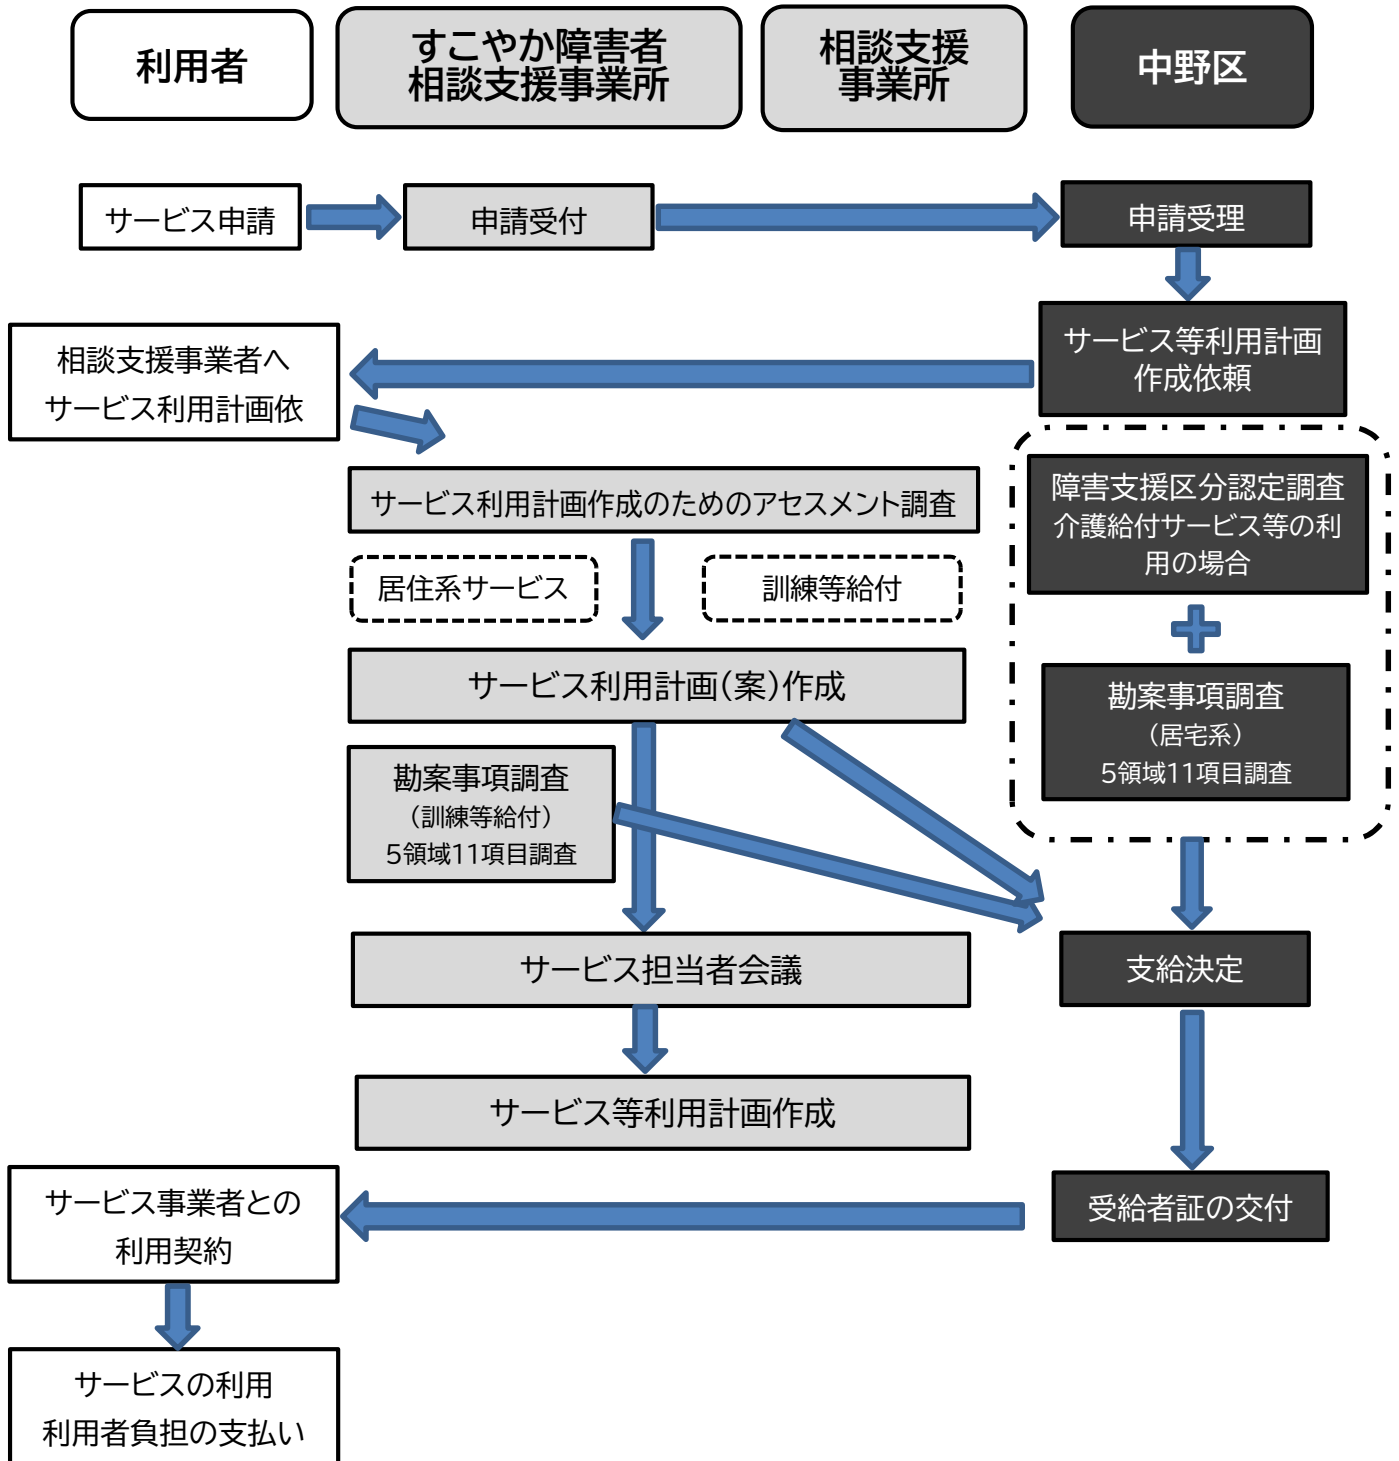 利用者
すこやか障害者
相談支援事業所
相談支援
事業所
中野区
サービス申請
申請受付
申請受理
サービス等利用計画
作成依頼
相談支援事業者へ
サービス利用計画依
サービス利用計画作成のためのアセスメント調査
障害支援区分認定調査
介護給付サービス等の利
用の場合
居住系サービス
訓練等給付
サービス利用計画(案)作成
勘案事項調査
(居宅系)
5領域11項目調査
勘案事項調査
(訓練等給付)
5領域11項目調査
サービス担当者会議
支給決定
サービス等利用計画作成
サービス事業者との
利用契約
受給者証の交付
サービスの利用
利用者負担の支払い